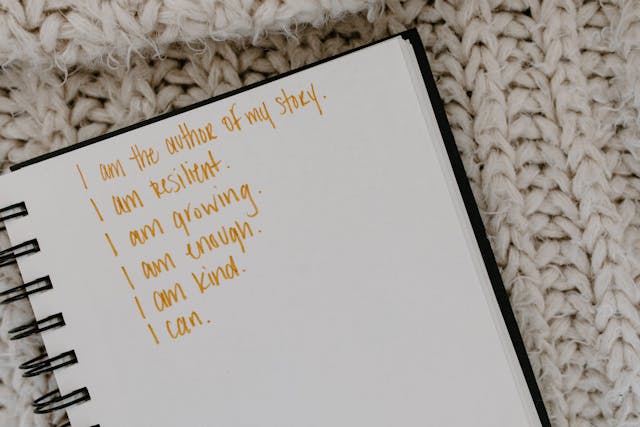 I am the author of my story.
I am resilient.
I am growing.
I am enough.
I am kind.
I can.